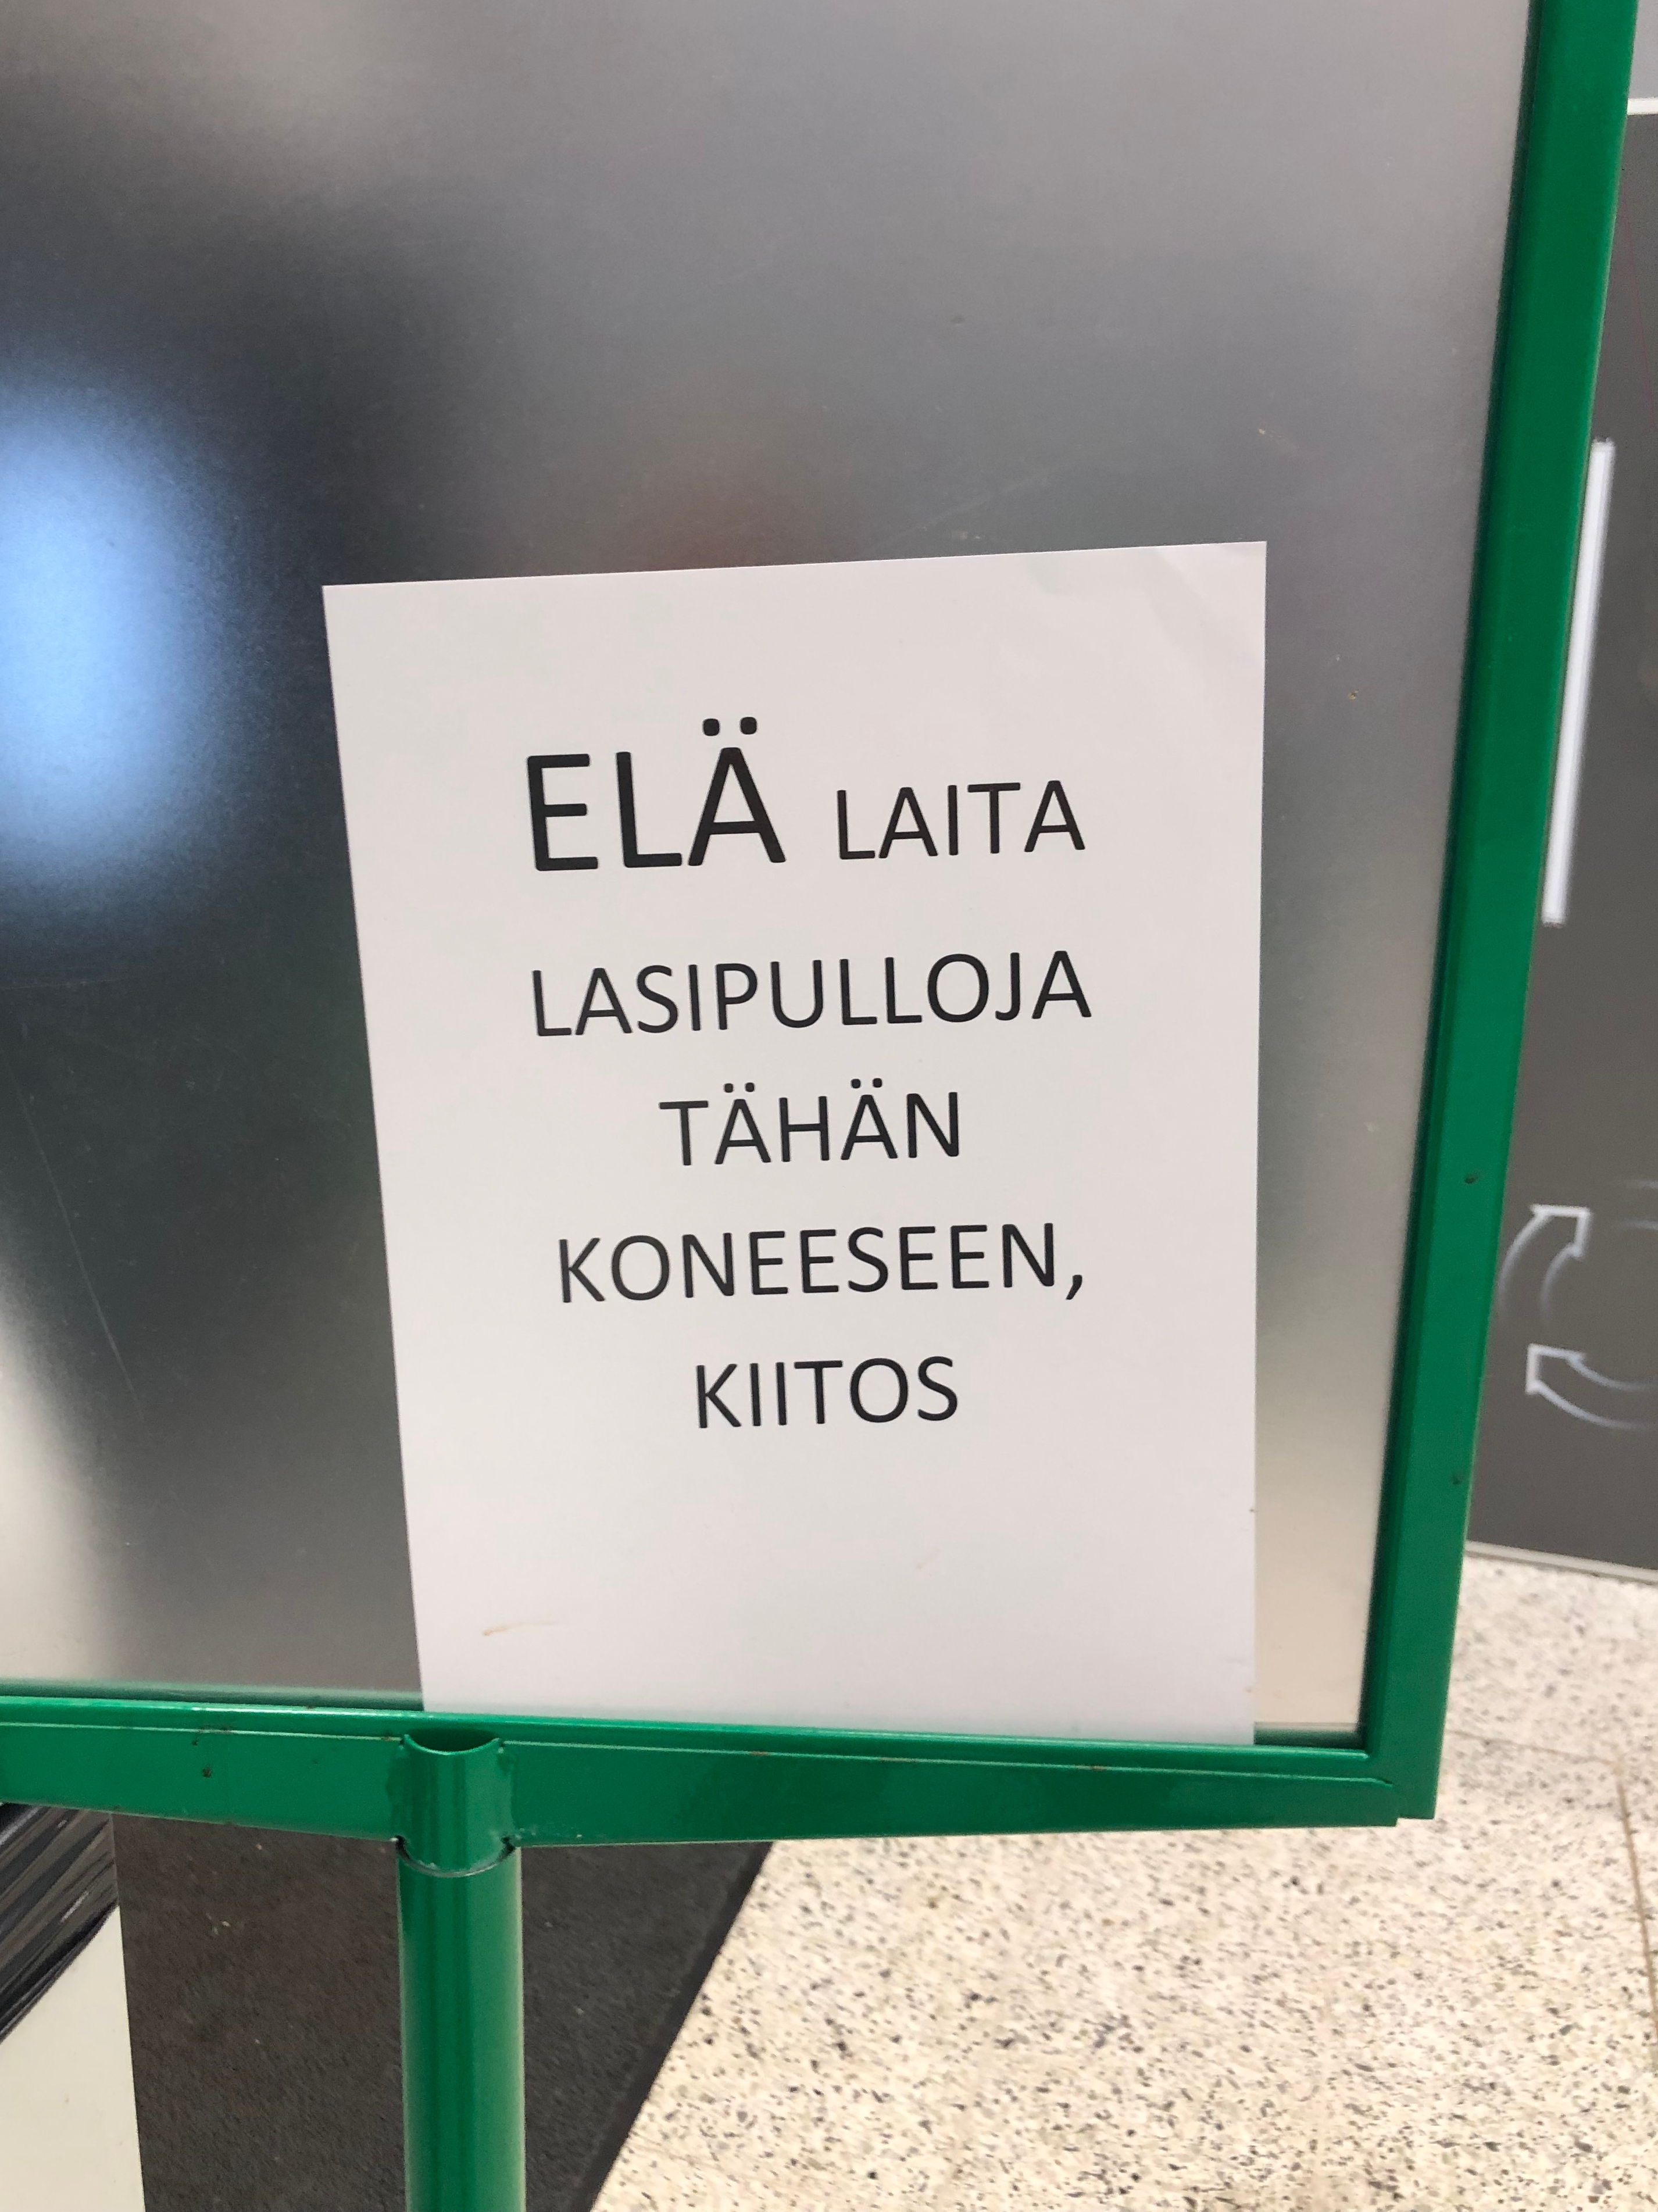 ELÄ LAITA
LASIPULLOJA
TÄHÄN
KONEESEEN,
KIITOS